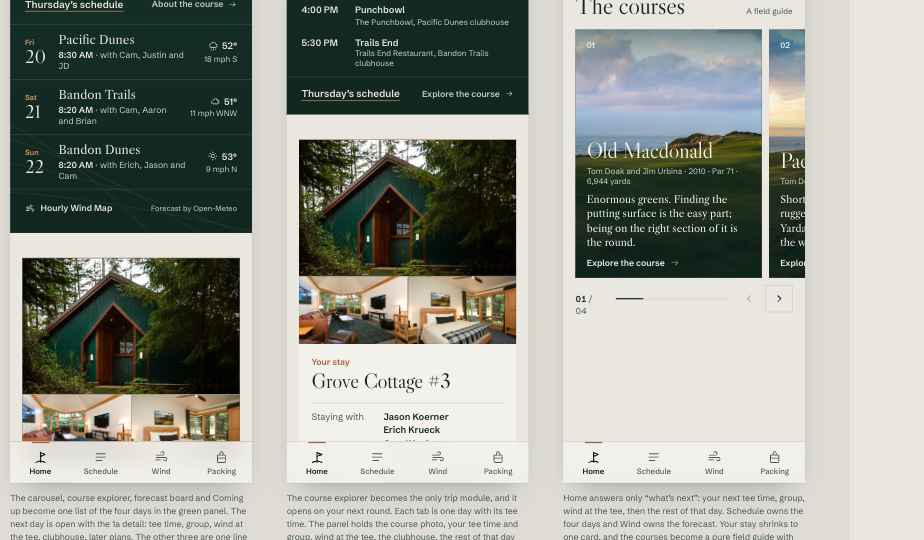 Thursday's schedule
About the course →
Fri
20
Pacific Dunes
8:30 AM · with Cam, Justin and
JD
52°
18 mph S
Sat
21
Bandon Trails
8:20 AM · with Cam, Aaron
and Brian
51°
11 mph WNW
Sun
22
Bandon Dunes
8:20 AM · with Erich, Jason and
Cam
53°
9 mph N
Hourly Wind Map
Forecast by Open-Meteo
Home
Schedule
Wind
Packing
The carousel, course explorer, forecast board and Coming
up become one list of the four days in the green panel. The
next day is open with the 1a detail: tee time, group, wind at
the tee, clubhouse, later plans. The other three are one line
4:00 PM
Punchbowl
The Punchbowl, Pacific Dunes clubhouse
5:30 PM
Trails End
Trails End Restaurant, Bandon Trails
clubhouse
Thursday's schedule
Explore the course →
Your stay
Grove Cottage #3
Staying with
Jason Koerner
Erich Krueck
Home
Schedule
Wind
Packing
The course explorer becomes the only trip module, and it
opens on your next round. Each tab is one day with its tee
time. The panel holds the course photo, your tee time and
group, wind at the tee, the clubhouse, the rest of that day
The courses
A field guide
01
Old Macdonald
Tom Doak and Jim Urbina · 2010 · Par 71 ·
6,944 yards
Enormous greens. Finding the
putting surface is the easy part;
being on the right section of it is
the round.
Explore the course →
02
Pac
Tom Do
Short
rugge
Yarda
the w
Explor
01 /
04
Home
Schedule
Wind
Packing
Home answers only “what's next”: your next tee time, group,
wind at the tee, then the rest of that day. Schedule owns the
four days and Wind owns the forecast. Your stay shrinks to
one card, and the courses become a pure field guide with